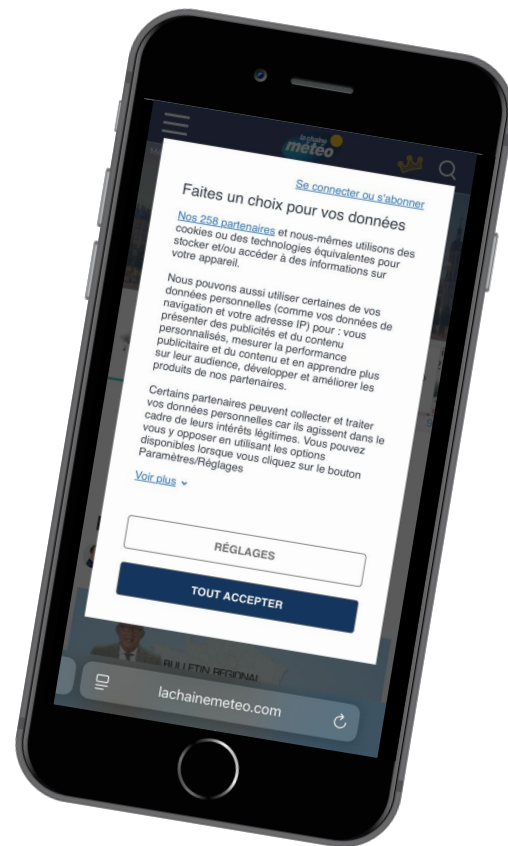 la chaîne
météo
Se connecter ou s'abonner
Faites un choix pour vos données
Nos 258 partenaires et nous-mêmes utilisons des
cookies ou des technologies équivalentes pour
stocker et/ou accéder à des informations sur
votre appareil.
Nous pouvons aussi utiliser certaines de vos
données personnelles (comme vos données de
navigation et votre adresse IP) pour : vous
présenter des publicités et du contenu
personnalisés, mesurer la performance
publicitaire et du contenu et en apprendre plus
sur leur audience, développer et améliorer les
produits de nos partenaires.
Certains partenaires peuvent collecter et traiter
vos données personnelles car ils agissent dans le
cadre de leurs intérêts légitimes. Vous pouvez
vous y opposer en utilisant les options
disponibles lorsque vous cliquez sur le bouton
Paramètres/Réglages
Voir plus
RÉGLAGES
TOUT ACCEPTER
BULLETIN REGIONAL
lachainemeteo.com